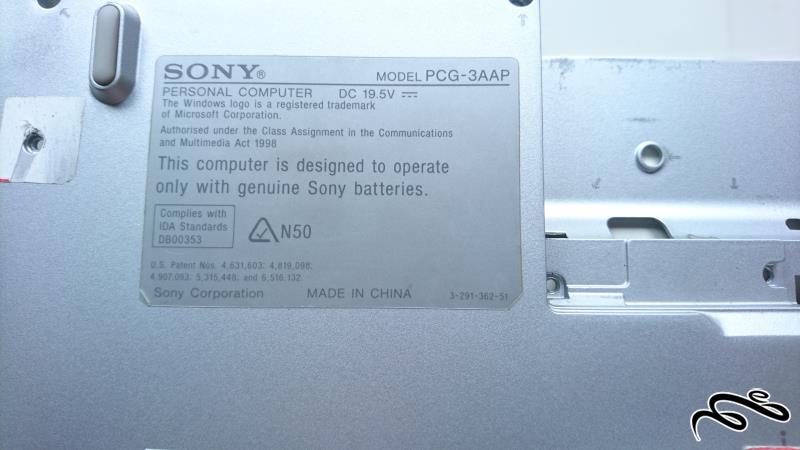 SONY® MODEL PCG-3AAP
PERSONAL COMPUTER DC 19.5V
The Windows logo is a registered trademark
of Microsoft Corporation.
Authorised under the Class Assignment in the Communications
and Multimedia Act 1998
This computer is designed to operate
only with genuine Sony batteries.
Complies with
IDA Standards
DB00353
N50
U.S. Patent Nos. 4,631,603; 4,819,098;
4,907,093; 5,315,448; and 6,516,132.
Sony Corporation MADE IN CHINA 3-291-362-51